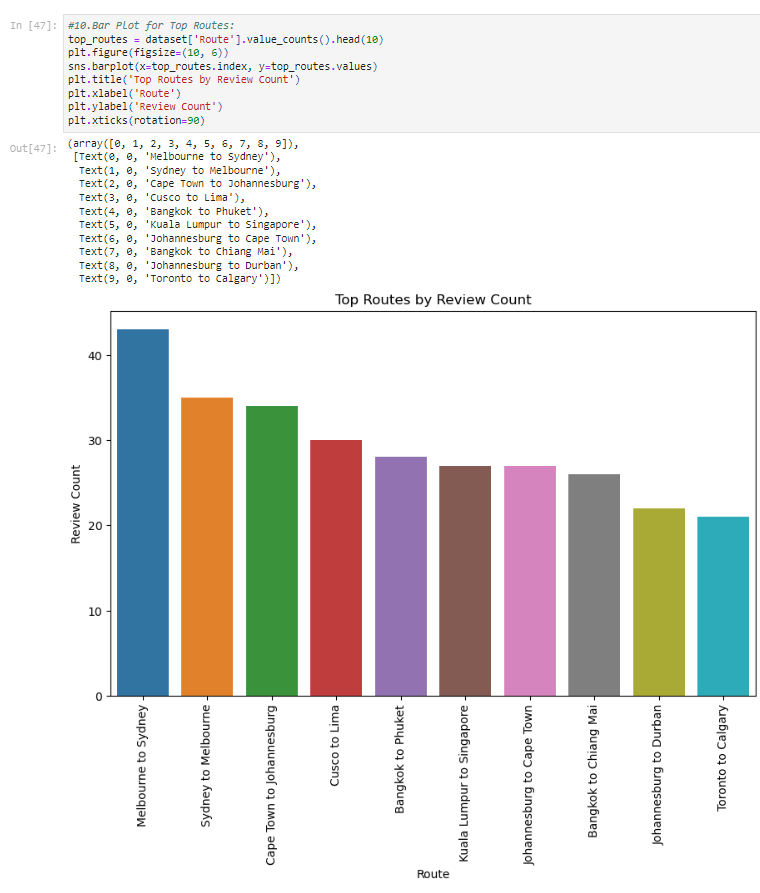 In [47]:
#10.Bar Plot for Top Routes:
top_routes = dataset['Route'].value_counts().head(10)
plt.figure(figsize=(10, 6))
sns.barplot(x=top_routes.index, y=top_routes.values)
plt.title('Top Routes by Review Count')
plt.xlabel('Route')
plt.ylabel('Review Count')
plt.xticks(rotation=90)
Out[47]:
(array([0, 1, 2, 3, 4, 5, 6, 7, 8, 9]),
[Text(0, 0, 'Melbourne to Sydney'),
Text(1, 0, 'Sydney to Melbourne'),
Text(2, 0, 'Cape Town to Johannesburg'),
Text(3, 0, 'Cusco to Lima'),
Text(4, 0, 'Bangkok to Phuket'),
Text(5, 0, 'Kuala Lumpur to Singapore'),
Text(6, 0, 'Johannesburg to Cape Town'),
Text(7, 0, 'Bangkok to Chiang Mai'),
Text(8, 0, 'Johannesburg to Durban'),
Text(9, 0, 'Toronto to Calgary')])
Top Routes by Review Count
Review Count
40
30
20
10
0
Melbourne to Sydney
Sydney to Melbourne
Cape Town to Johannesburg
Cusco to Lima
Bangkok to Phuket
Kuala Lumpur to Singapore
Johannesburg to Cape Town
Bangkok to Chiang Mai
Johannesburg to Durban
Toronto to Calgary
Route